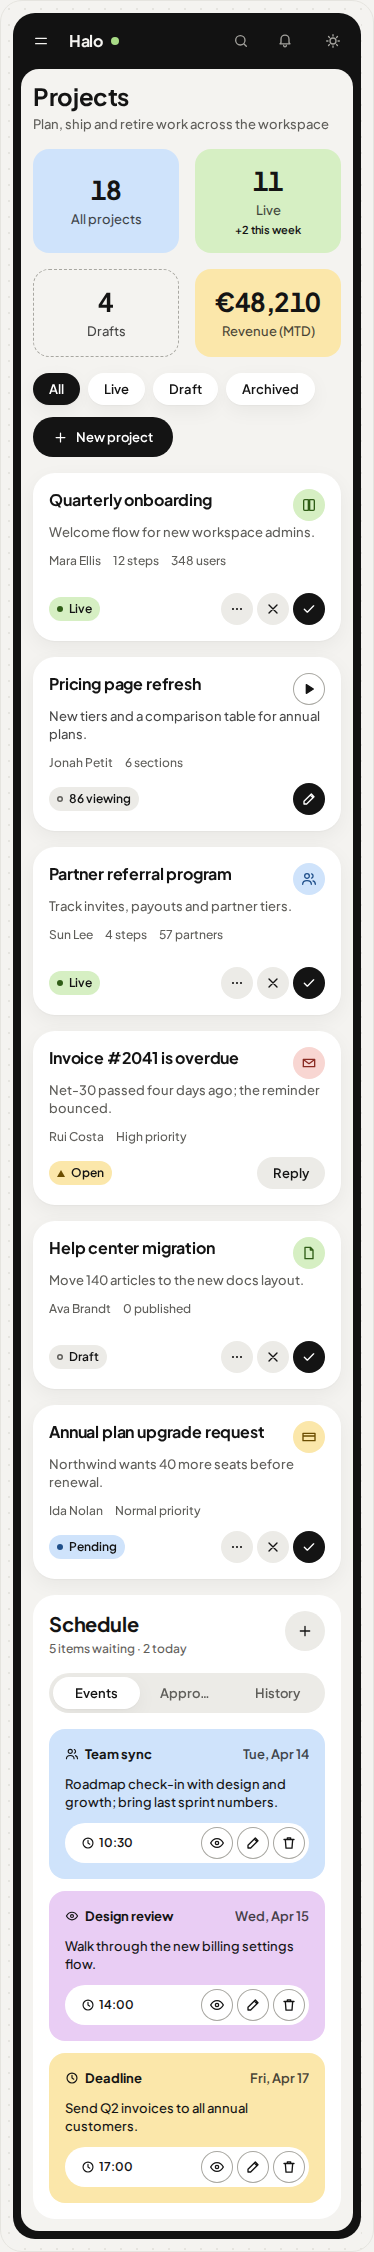 Halo
Projects
Plan, ship and retire work across the workspace
18
All projects
11
Live
+2 this week
4
Drafts
€48,210
Revenue (MTD)
All
Live
Draft
Archived
New project
Quarterly onboarding
Welcome flow for new workspace admins.
Mara Ellis 12 steps 348 users
Live
Pricing page refresh
New tiers and a comparison table for annual
plans.
Jonah Petit 6 sections
86 viewing
Partner referral program
Track invites, payouts and partner tiers.
Sun Lee 4 steps 57 partners
Live
Invoice #2041 is overdue
Net-30 passed four days ago; the reminder
bounced.
Rui Costa High priority
Open
Reply
Help center migration
Move 140 articles to the new docs layout.
Ava Brandt 0 published
Draft
Annual plan upgrade request
Northwind wants 40 more seats before
renewal.
Ida Nolan Normal priority
Pending
Schedule
5 items waiting · 2 today
Events
Appro…
History
Team sync
Tue, Apr 14
Roadmap check-in with design and
growth; bring last sprint numbers.
10:30
Design review
Wed, Apr 15
Walk through the new billing settings
flow.
14:00
Deadline
Fri, Apr 17
Send Q2 invoices to all annual
customers.
17:00